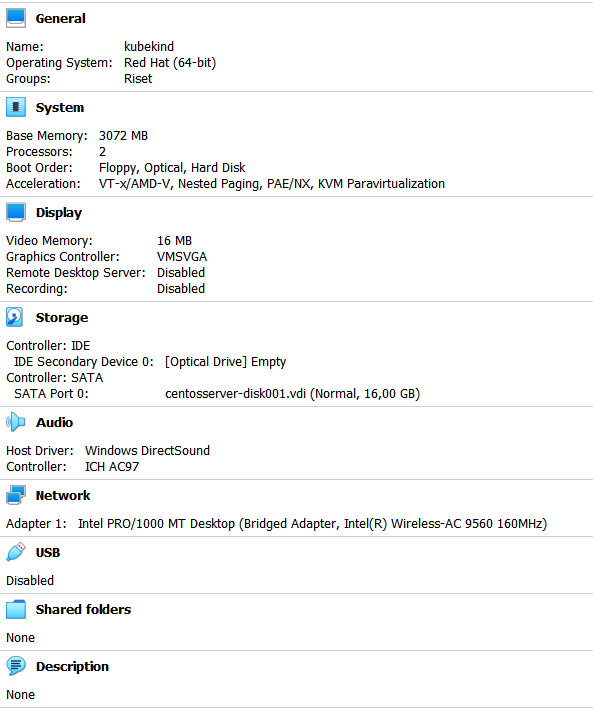 General
Name: kubekind
Operating System: Red Hat (64-bit)
Groups: Riset
System
Base Memory: 3072 MB
Processors: 2
Boot Order: Floppy, Optical, Hard Disk
Acceleration: VT-x/AMD-V, Nested Paging, PAE/NX, KVM Paravirtualization
Display
Video Memory: 16 MB
Graphics Controller: VMSVGA
Remote Desktop Server: Disabled
Recording: Disabled
Storage
Controller: IDE
IDE Secondary Device 0: [Optical Drive] Empty
Controller: SATA
SATA Port 0: centosserver-disk001.vdi (Normal, 16,00 GB)
Audio
Host Driver: Windows DirectSound
Controller: ICH AC97
Network
Adapter 1: Intel PRO/1000 MT Desktop (Bridged Adapter, Intel(R) Wireless-AC 9560 160MHz)
USB
Disabled
Shared folders
None
Description
None